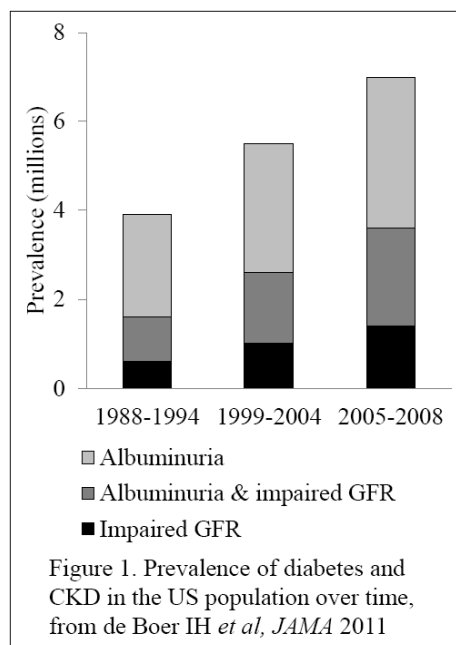 8
6
4
2
0
Prevalence (millions)
1988-1994 1999-2004 2005-2008
Albuminuria
Albuminuria & impaired GFR
Impaired GFR
Figure 1. Prevalence of diabetes and
CKD in the US population over time,
from de Boer IH et al, JAMA 2011